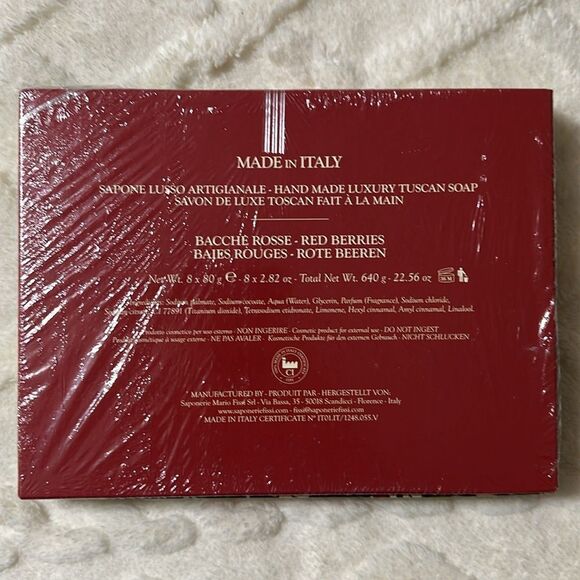 MADE IN ITALY
SAPONE LUSSO ARTIGIANALE - HAND MADE LUXURY TUSCAN SOAP
SAVON DE LUXE TOSCAN FAIT À LA MAIN
BACCHE ROSSE - RED BERRIES
BAIES ROUGES - ROTE BEEREN
Net Wt. 8 x 80 g ℮ - 8 x 2.82 oz - Total Net Wt. 640 g - 22.56 oz
Ingredients: Sodium palmate, Sodium cocoate, Aqua (Water), Glycerin, Parfum (Fragrance), Sodium chloride,
CI 77891 (Titanium dioxide), Tetrasodium etidronate, Limonene, Hexyl cinnamal, Amyl cinnamal, Linalool.
Prodotto cosmetico per uso esterno - NON INGERIRE - Cosmetic product for external use - DO NOT INGEST
Produit cosmétique à usage externe - NE PAS AVALER - Kosmetische Produkte für den externen Gebrauch - NICHT SCHLUCKEN
MANUFACTURED BY - PRODUIT PAR - HERGESTELLT VON:
Saponerie Mario Fissi Srl - Via Bassa, 35 - 50018 Scandicci - Florence - Italy
www.saponeriefissi.com - fissi@saponeriefissi.com
MADE IN ITALY CERTIFICATE N° IT01.IT/1248.055.V